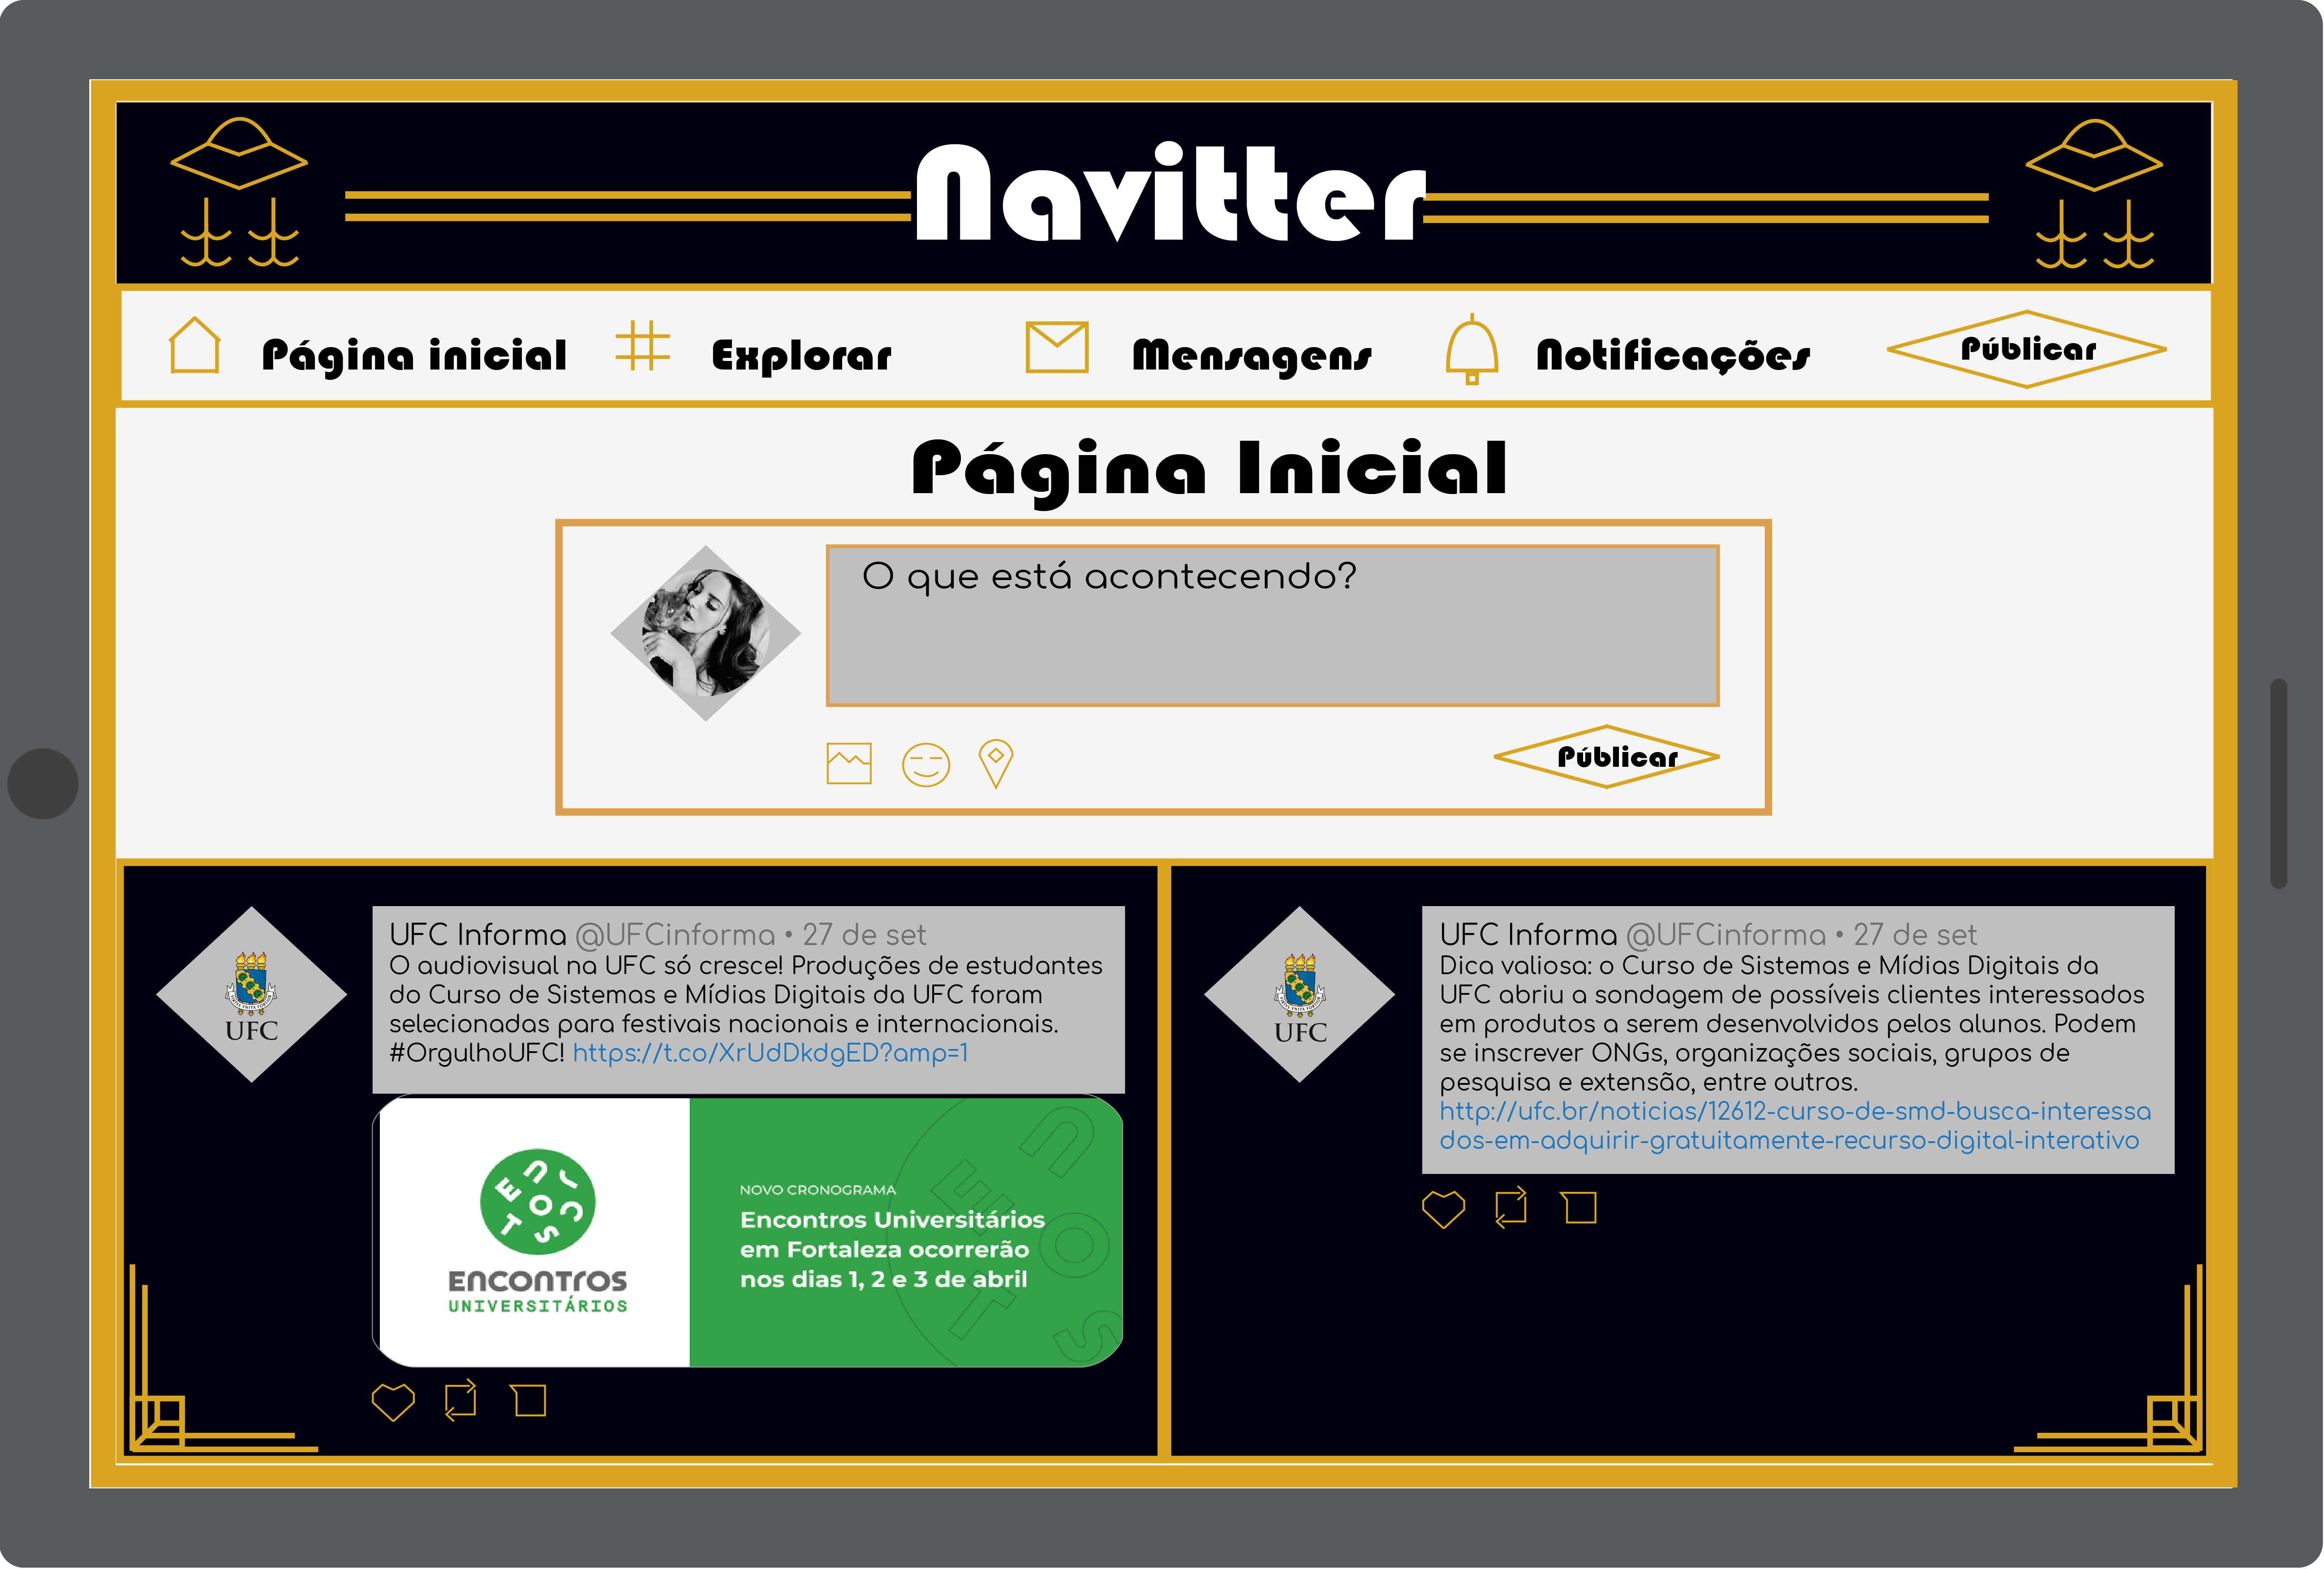 Navitter
Página inicial
Explorar
Mensagens
Notificações
Públicar
Página Inicial
O que está acontecendo?
Públicar
UFC
UFC Informa @UFCinforma • 27 de set
O audiovisual na UFC só cresce! Produções de estudantes
do Curso de Sistemas e Mídias Digitais da UFC foram
selecionadas para festivais nacionais e internacionais.
#OrgulhoUFC! https://t.co/XrUdDkdgED?amp=1
ENCONTROS
UNIVERSITÁRIOS
NOVO CRONOGRAMA
Encontros Universitários
em Fortaleza ocorrerão
nos dias 1, 2 e 3 de abril
UFC
UFC Informa @UFCinforma • 27 de set
Dica valiosa: o Curso de Sistemas e Mídias Digitais da
UFC abriu a sondagem de possíveis clientes interessados
em produtos a serem desenvolvidos pelos alunos. Podem
se inscrever ONGs, organizações sociais, grupos de
pesquisa e extensão, entre outros.
http://ufc.br/noticias/12612-curso-de-smd-busca-interessa
dos-em-adquirir-gratuitamente-recurso-digital-interativo